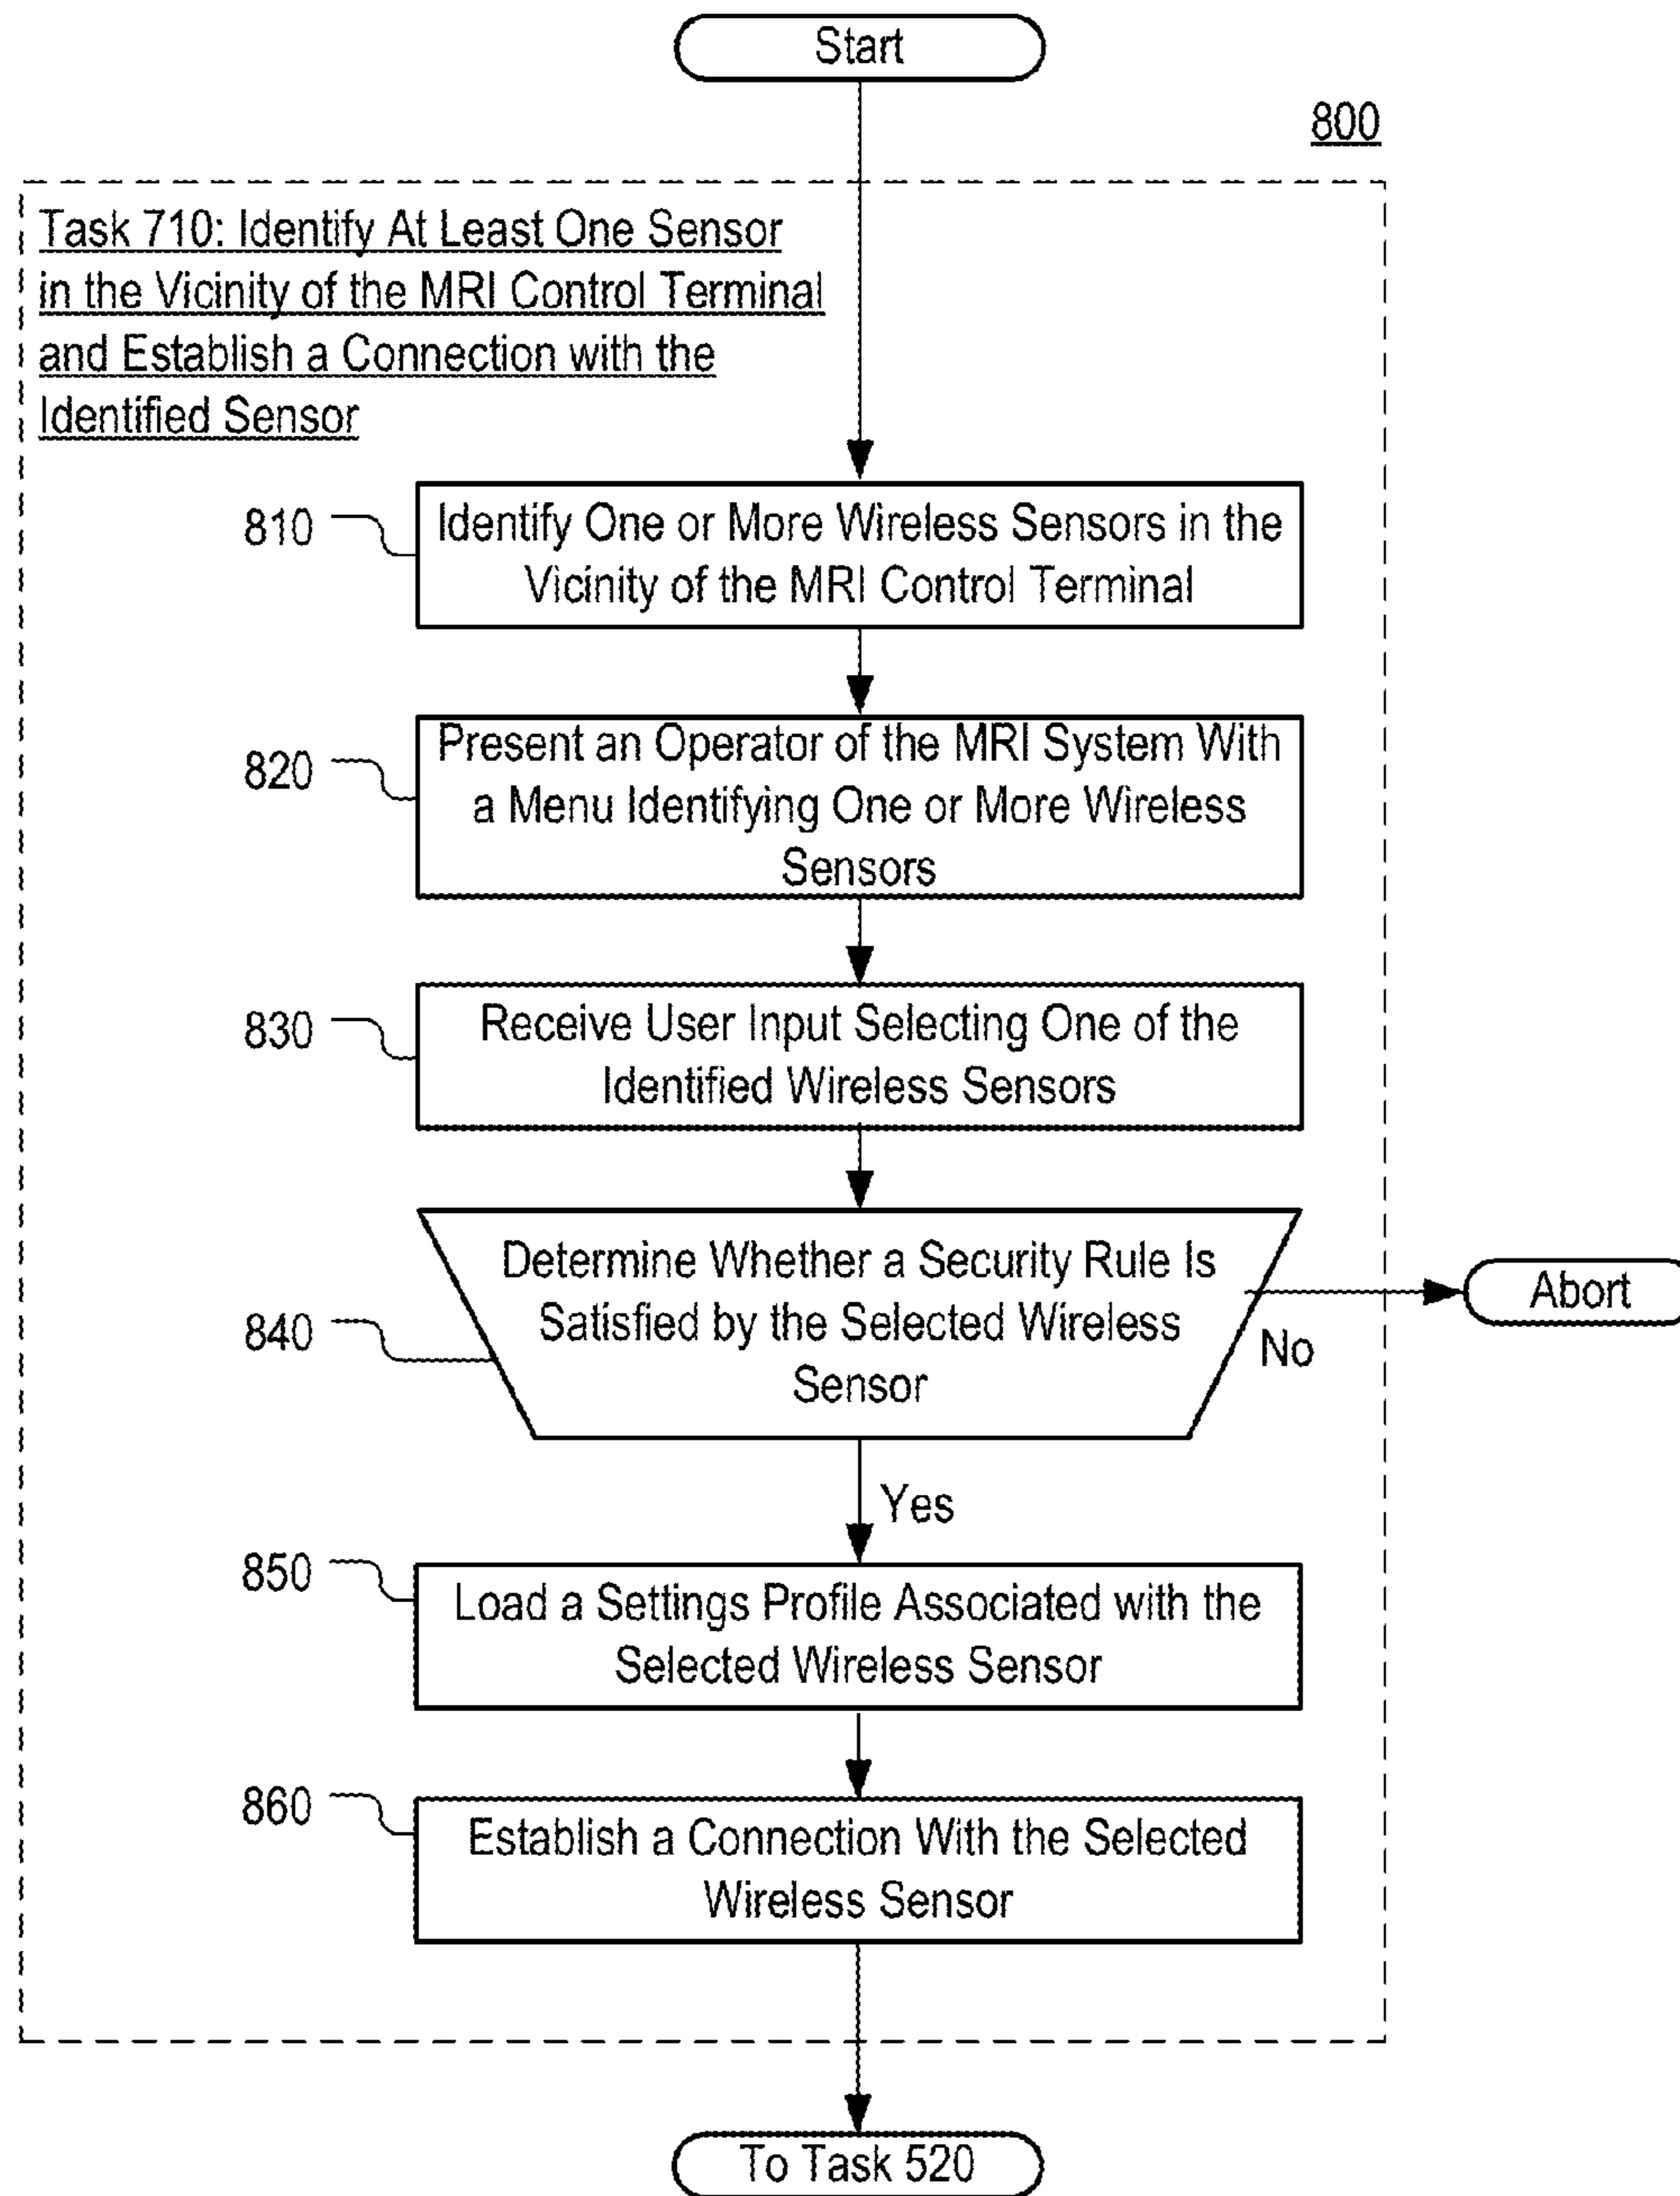 Start
800
Task 710: Identify At Least One Sensor
in the Vicinity of the MRI Control Terminal
and Establish a Connection with the
Identified Sensor
810
Identify One or More Wireless Sensors in the
Vicinity of the MRI Control Terminal
820
Present an Operator of the MRI System With
a Menu Identifying One or More Wireless
Sensors
830
Receive User Input Selecting One of the
Identified Wireless Sensors
840
Determine Whether a Security Rule Is
Satisfied by the Selected Wireless
Sensor
No
Abort
Yes
850
Load a Settings Profile Associated with the
Selected Wireless Sensor
860
Establish a Connection With the Selected
Wireless Sensor
To Task 520